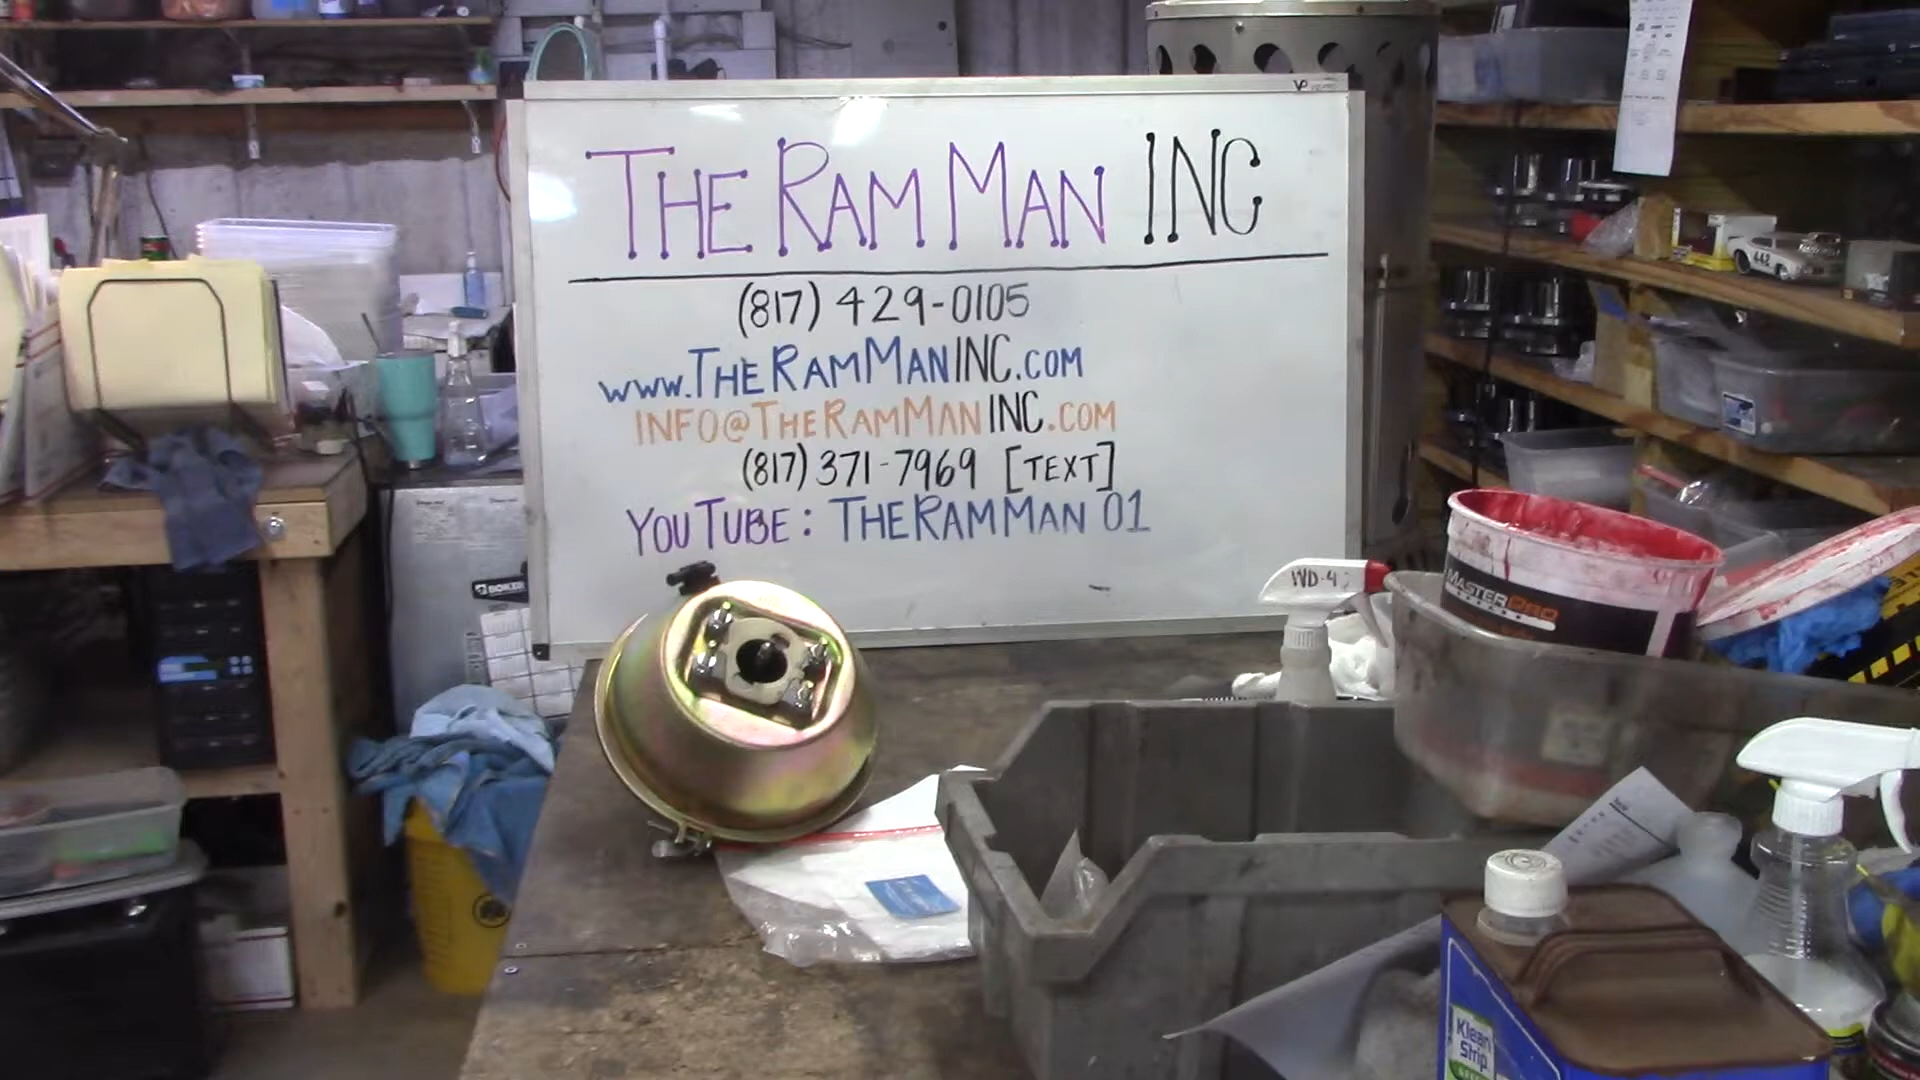 THE RAM MAN INC
(817) 429-0105
www.THERAMMANINC.COM
INFO@THERAMMANINC.COM
(817) 371-7969 [TEXT]
YOUTUBE: THERAMMAN 01
442
WD-4
MASTERPRO
Klean
Strip